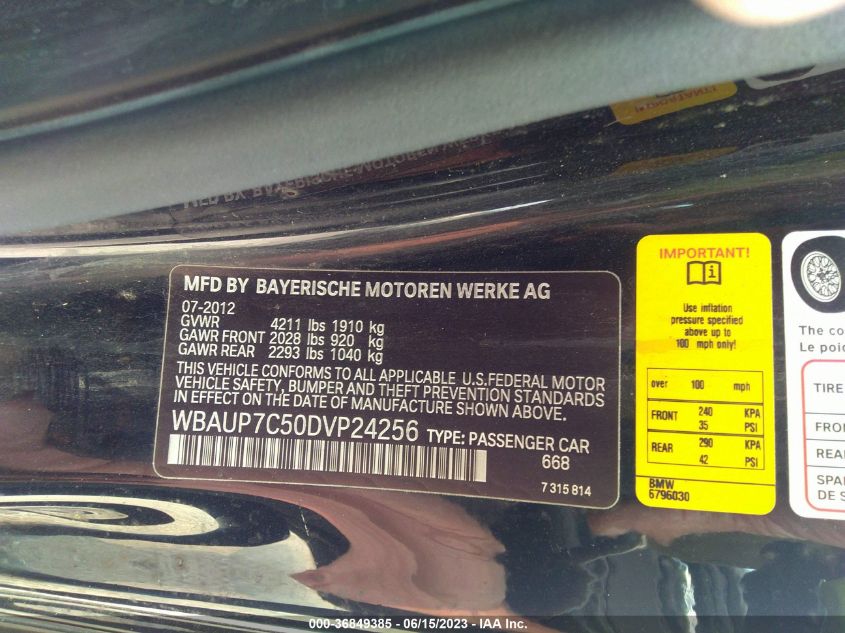 MFD BY BAYERISCHE MOTOREN WERKE AG
07-2012
GVWR 4211 lbs 1910 kg
GAWR FRONT 2028 lbs 920 kg
GAWR REAR 2293 lbs 1040 kg
THIS VEHICLE CONFORMS TO ALL APPLICABLE U.S.FEDERAL MOTOR
VEHICLE SAFETY, BUMPER AND THEFT PREVENTION STANDARDS
IN EFFECT ON THE DATE OF MANUFACTURE SHOWN ABOVE.
WBAUP7C50DVP24256 TYPE: PASSENGER CAR
668
7 315 814
IMPORTANT!
i
Use inflation
pressure specified
above up to
100 mph only!
over 100 mph
FRONT 240 KPA
35 PSI
REAR 290 KPA
42 PSI
BMW
6796030
The co
Le poid
TIRE
FRO
REA
SPA
DE S
000-36849385 - 06/15/2023 - IAA Inc.